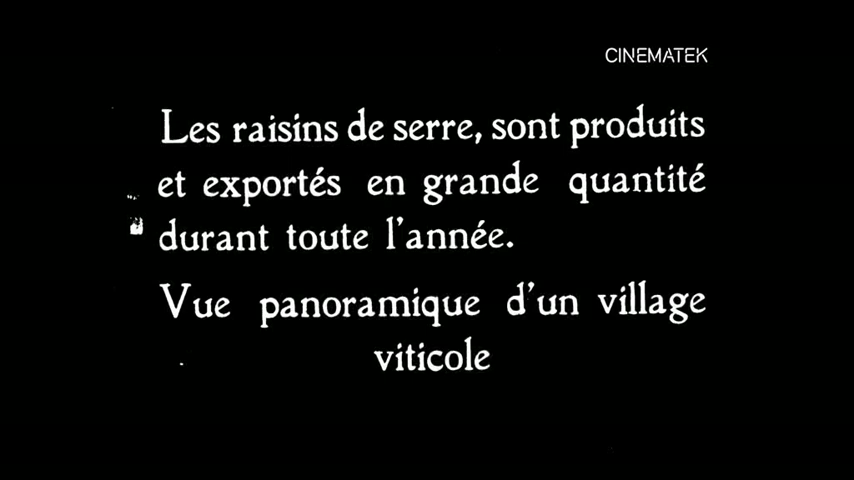 CINEMATEK
Les raisins de serre, sont produits
et exportés en grande quantité
durant toute l'année.
Vue panoramique d'un village
viticole